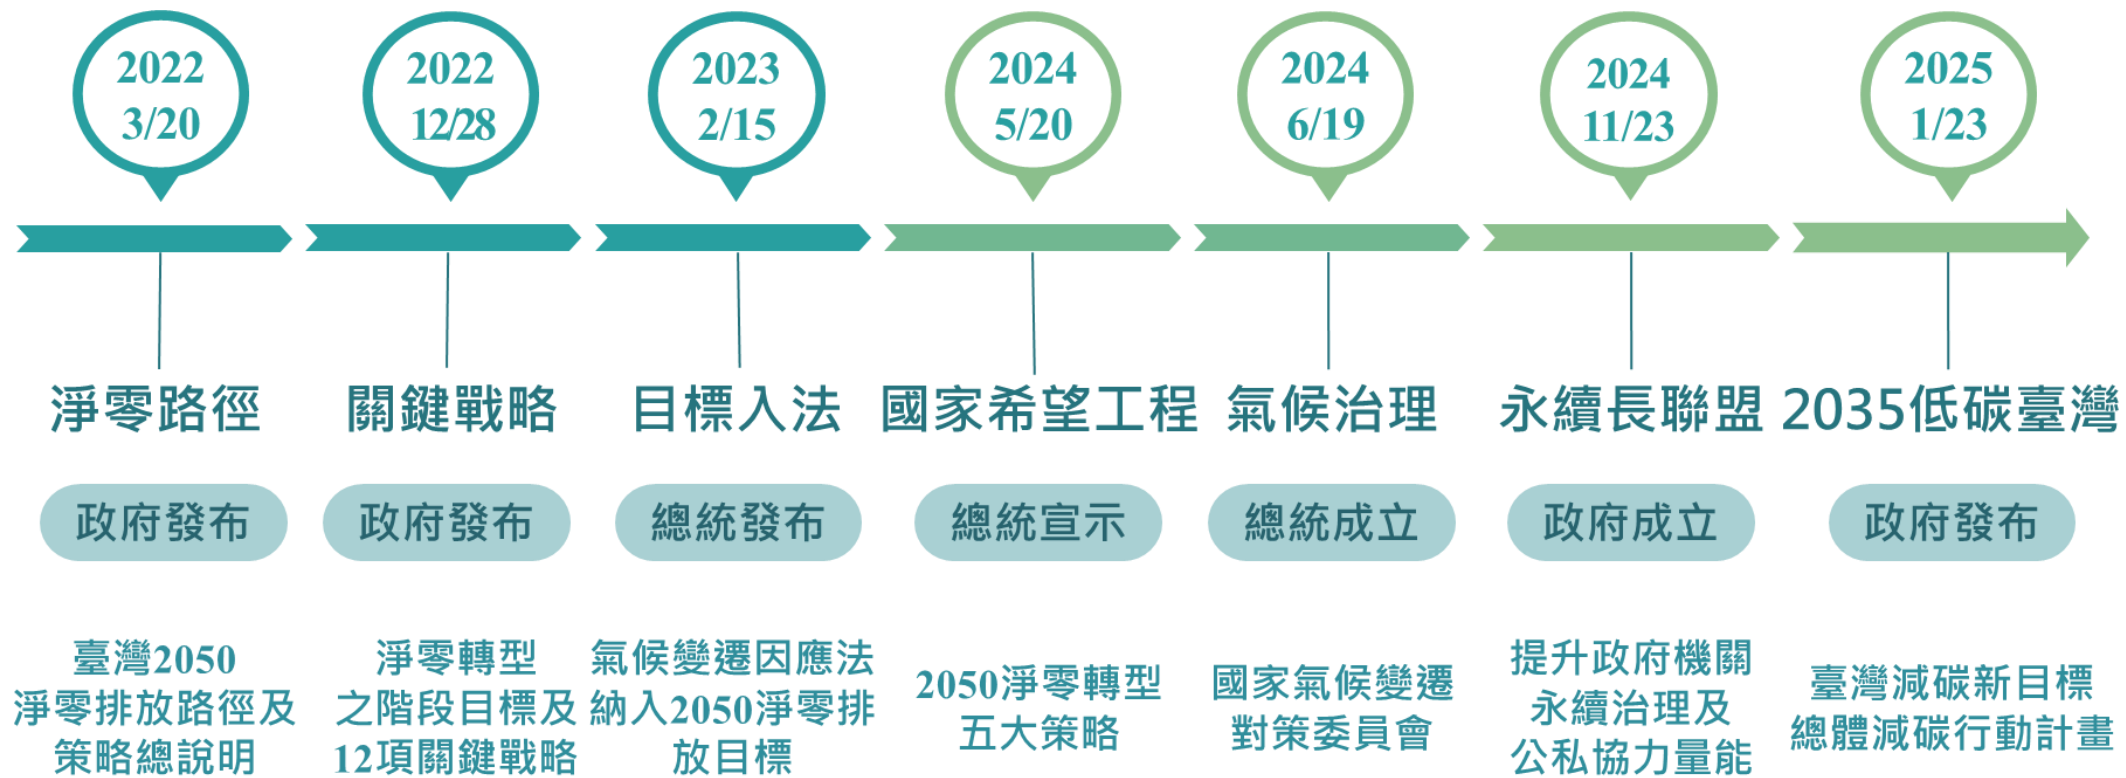 2022
3/20
2022
12/28
2023
2/15
2024
5/20
2024
6/19
2024
11/23
2025
1/23
淨零路徑
關鍵戰略
目標入法
國家希望工程
氣候治理
永續長聯盟
2035低碳臺灣
政府發布
政府發布
總統發布
總統宣示
總統成立
政府成立
政府發布
臺灣2050
淨零排放路徑及
策略總說明
淨零轉型
之階段目標及
12項關鍵戰略
氣候變遷因應法
納入2050淨零排
放目標
2050淨零轉型
五大策略
國家氣候變遷
對策委員會
提升政府機關
永續治理及
公私協力量能
臺灣減碳新目標
總體減碳行動計畫